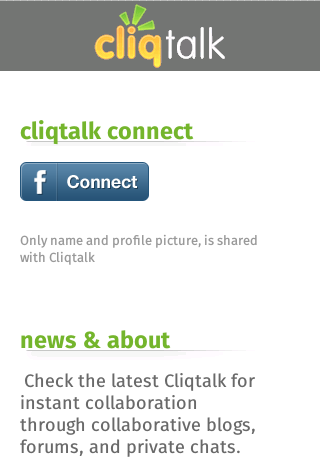 cliqtalk
cliqtalk connect
f Connect
Only name and profile picture, is shared
with Cliqtalk
news & about
Check the latest Cliqtalk for
instant collaboration
through collaborative blogs,
forums, and private chats.